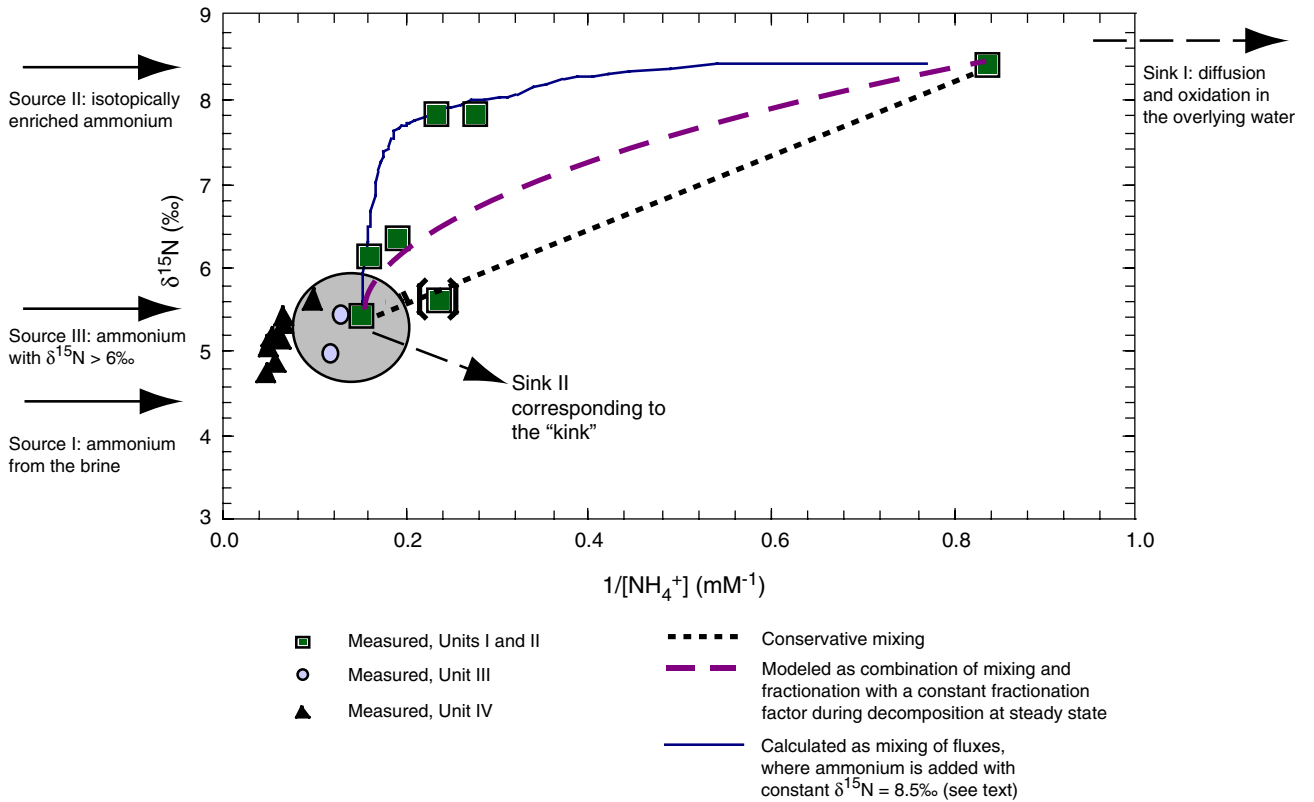 9
8
7
6
5
4
3
δ15N (‰)
0.0
0.2
0.4
0.6
0.8
1.0
1/[NH4+] (mM-1)
Source II: isotopically
enriched ammonium
Source III: ammonium
with δ15N > 6‰
Source I: ammonium
from the brine
Sink I: diffusion
and oxidation in
the overlying water
Sink II
corresponding to
the “kink”
Measured, Units I and II
Measured, Unit III
Measured, Unit IV
Conservative mixing
Modeled as combination of mixing and
fractionation with a constant fractionation
factor during decomposition at steady state
Calculated as mixing of fluxes,
where ammonium is added with
constant δ15N = 8.5‰ (see text)